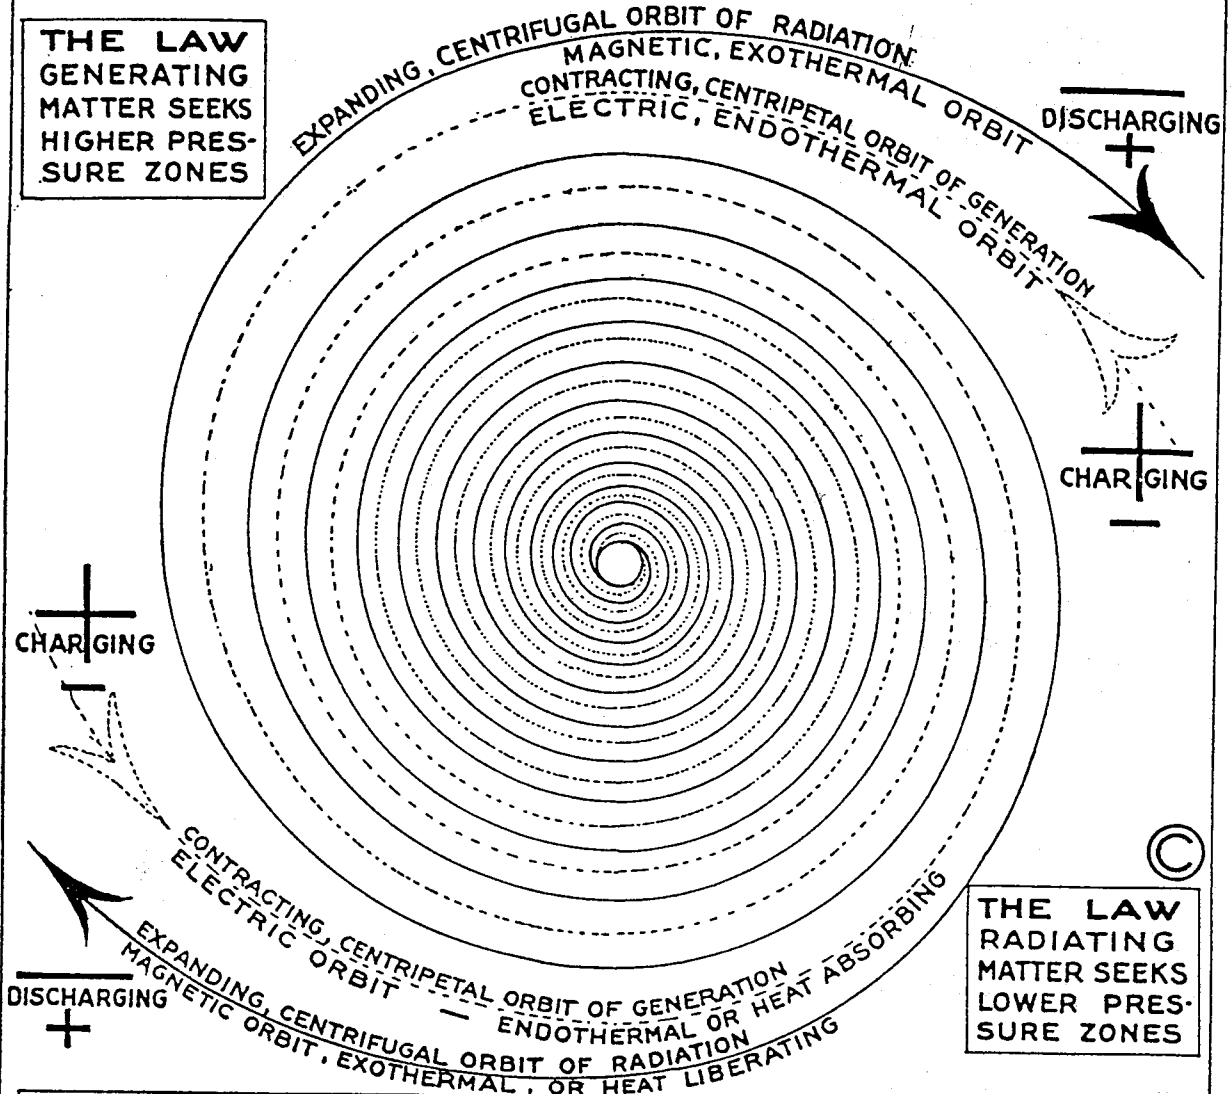 THE LAW
GENERATING
MATTER SEEKS
HIGHER PRES-
SURE ZONES
EXPANDING, CENTRIFUGAL ORBIT OF RADIATION
MAGNETIC, EXOTHERMAL ORBIT
CONTRACTING, CENTRIPETAL ORBIT OF GENERATION
ELECTRIC, ENDOTHERMAL ORBIT
DISCHARGING
+
CHARGING
CHARGING
CONTRACTING, CENTRIPETAL ORBIT OF GENERATION
ELECTRIC ORBIT — ENDOTHERMAL OR HEAT ABSORBING
EXPANDING, CENTRIFUGAL ORBIT OF RADIATION
MAGNETIC ORBIT, EXOTHERMAL, OR HEAT LIBERATING
DISCHARGING
+
©
THE LAW
RADIATING
MATTER SEEKS
LOWER PRES-
SURE ZONES